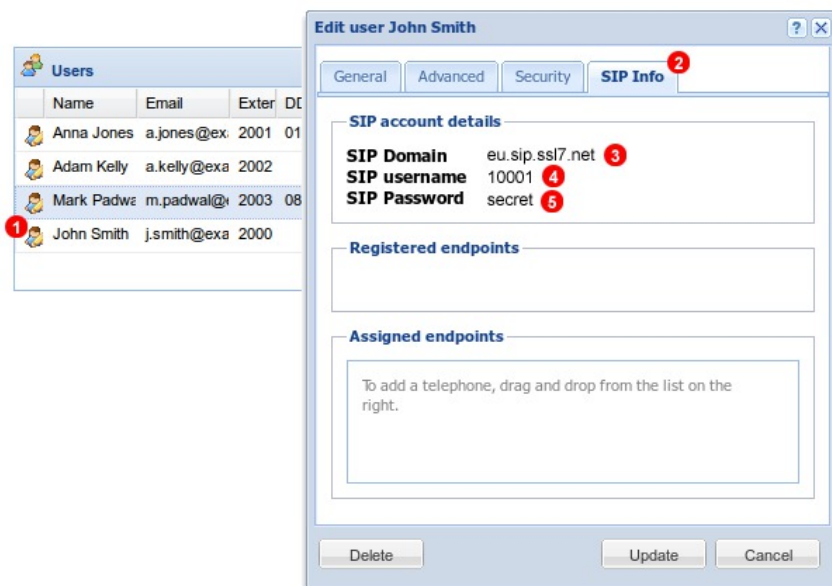 Users
Name Email Exter DD
Anna Jones a.jones@ex 2001 01
Adam Kelly a.kelly@exa 2002
Mark Padwa m.padwal@ 2003 08
1
John Smith j.smith@exa 2000
Edit user John Smith
?
General Advanced Security SIP Info 2
SIP account details
SIP Domain eu.sip.ssl7.net 3
SIP username 10001 4
SIP Password secret 5
Registered endpoints
Assigned endpoints
To add a telephone, drag and drop from the list on the
right.
Delete Update Cancel